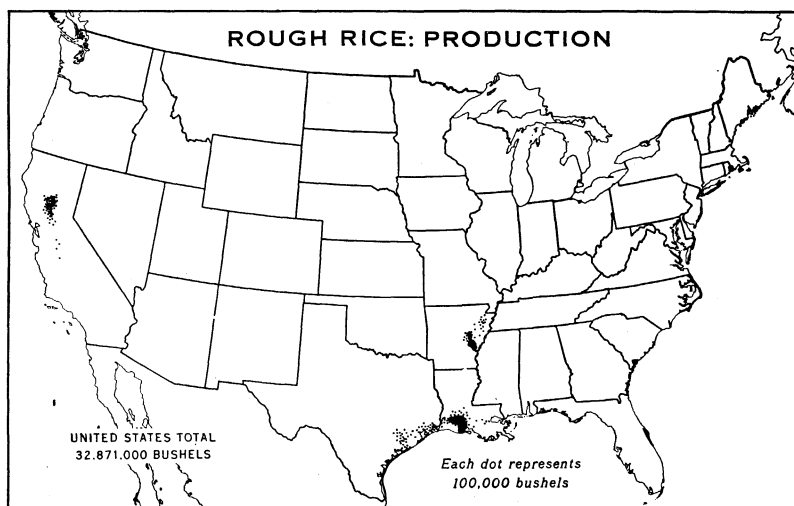 ROUGH RICE: PRODUCTION
UNITED STATES TOTAL
32.871.000 BUSHELS
Each dot represents
100,000 bushels